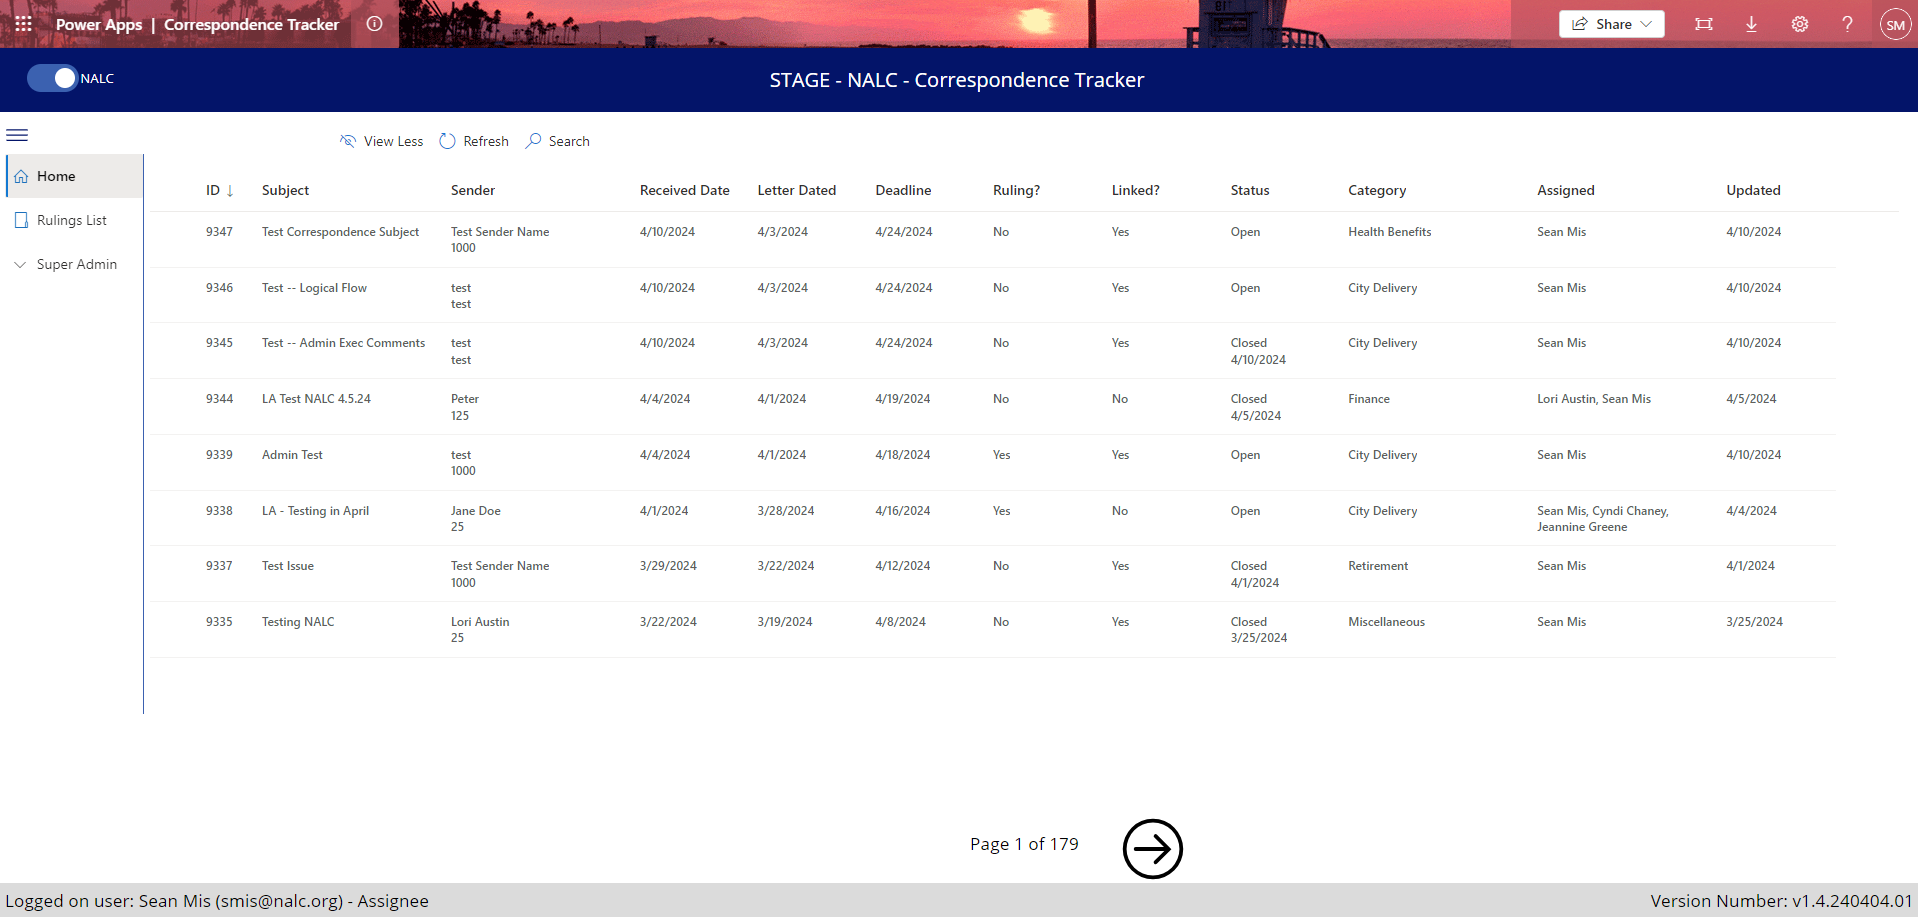 Power Apps | Correspondence Tracker
Share
SM
NALC
STAGE - NALC - Correspondence Tracker
View Less Refresh Search
Home
Rulings List
Super Admin
ID Subject Sender Received Date Letter Dated Deadline Ruling? Linked? Status Category Assigned Updated
9347 Test Correspondence Subject Test Sender Name 4/10/2024 4/3/2024 4/24/2024 No Yes Open Health Benefits Sean Mis 4/10/2024
1000
9346 Test -- Logical Flow test 4/10/2024 4/3/2024 4/24/2024 No Yes Open City Delivery Sean Mis 4/10/2024
test
9345 Test -- Admin Exec Comments test 4/10/2024 4/3/2024 4/24/2024 No Yes Closed City Delivery Sean Mis 4/10/2024
test 4/10/2024
9344 LA Test NALC 4.5.24 Peter 4/4/2024 4/1/2024 4/19/2024 No No Closed Finance Lori Austin, Sean Mis 4/5/2024
125 4/5/2024
9339 Admin Test test 4/4/2024 4/1/2024 4/18/2024 Yes Yes Open City Delivery Sean Mis 4/10/2024
1000
9338 LA - Testing in April Jane Doe 4/1/2024 3/28/2024 4/16/2024 Yes No Open City Delivery Sean Mis, Cyndi Chaney, 4/4/2024
25 Jeannine Greene
9337 Test Issue Test Sender Name 3/29/2024 3/22/2024 4/12/2024 No Yes Closed Retirement Sean Mis 4/1/2024
1000 4/1/2024
9335 Testing NALC Lori Austin 3/22/2024 3/19/2024 4/8/2024 No Yes Closed Miscellaneous Sean Mis 3/25/2024
25 3/25/2024
Page 1 of 179
Logged on user: Sean Mis (smis@nalc.org) - Assignee
Version Number: v1.4.240404.01